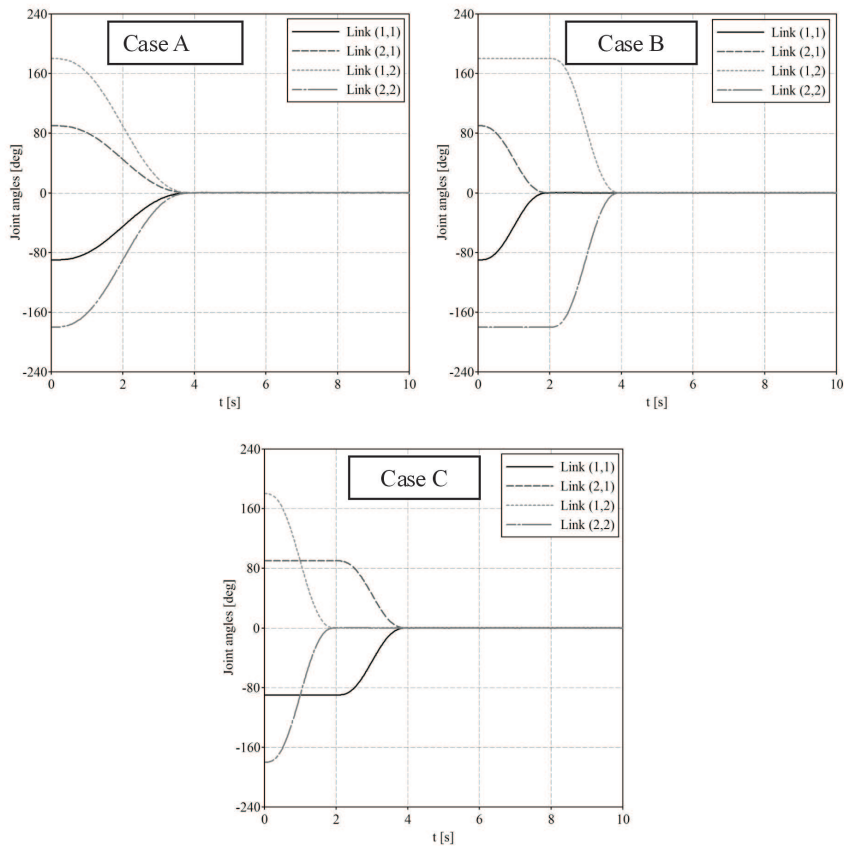 Case A
Link (1,1)
Link (2,1)
Link (1,2)
Link (2,2)
240
160
80
0
-80
-160
-240
Joint angles [deg]
0 2 4 6 8 10
t [s]
Case B
Link (1,1)
Link (2,1)
Link (1,2)
Link (2,2)
240
160
80
0
-80
-160
-240
Joint angles [deg]
0 2 4 6 8 10
t [s]
Case C
Link (1,1)
Link (2,1)
Link (1,2)
Link (2,2)
240
160
80
0
-80
-160
-240
Joint angles [deg]
0 2 4 6 8 10
t [s]